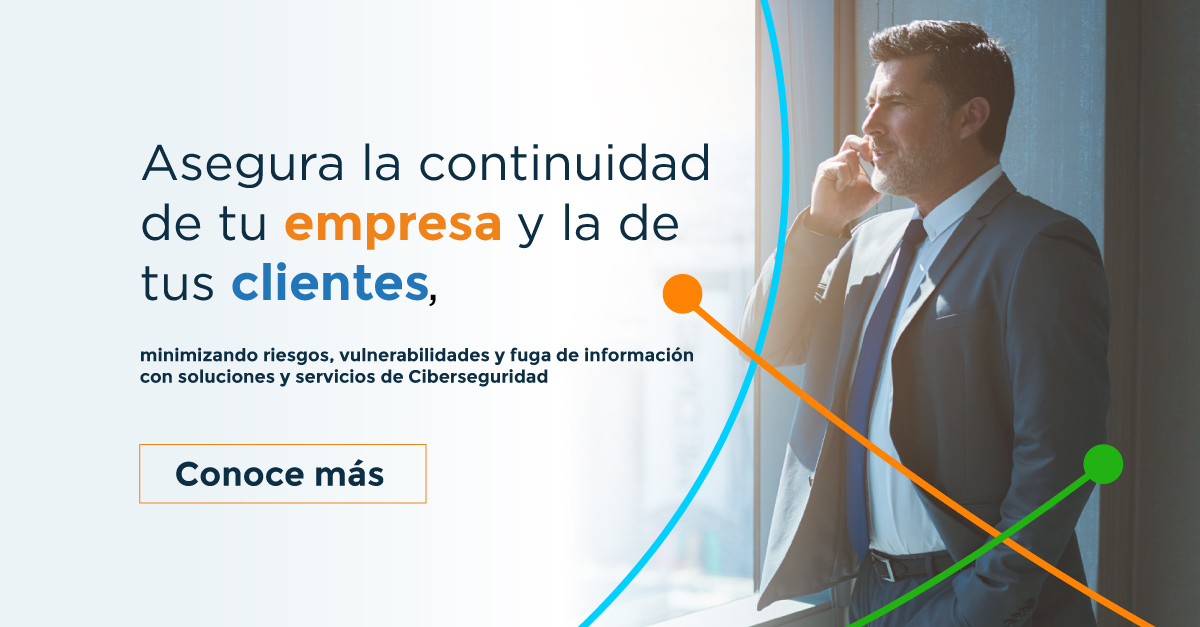 Asegura la continuidad
de tu empresa y la de
tus clientes,
minimizando riesgos, vulnerabilidades y fuga de información
con soluciones y servicios de Ciberseguridad
Conoce más